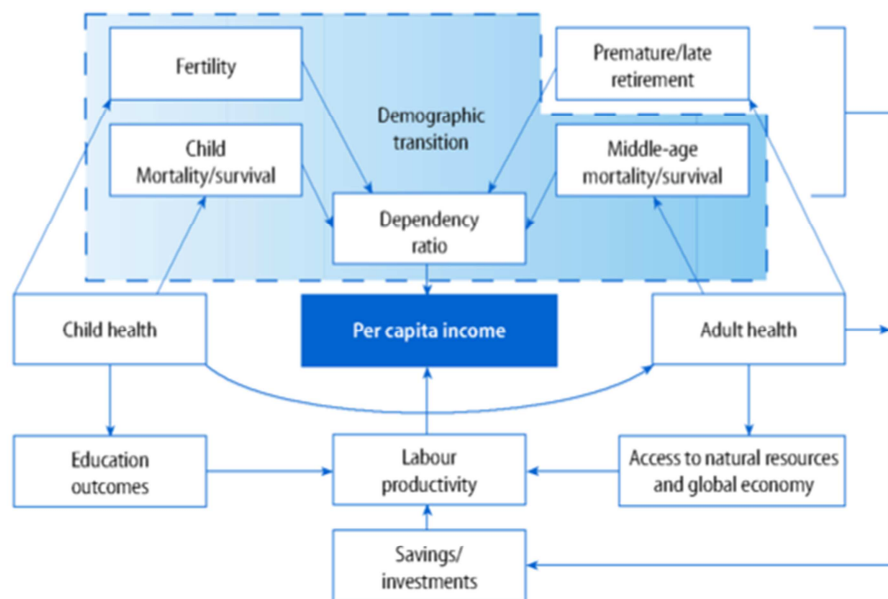 Fertility
Premature/late
retirement
Demographic
transition
Child
Mortality/survival
Middle-age
mortality/survival
Dependency
ratio
Child health
Per capita income
Adult health
Education
outcomes
Labour
productivity
Access to natural resources
and global economy
Savings/
investments